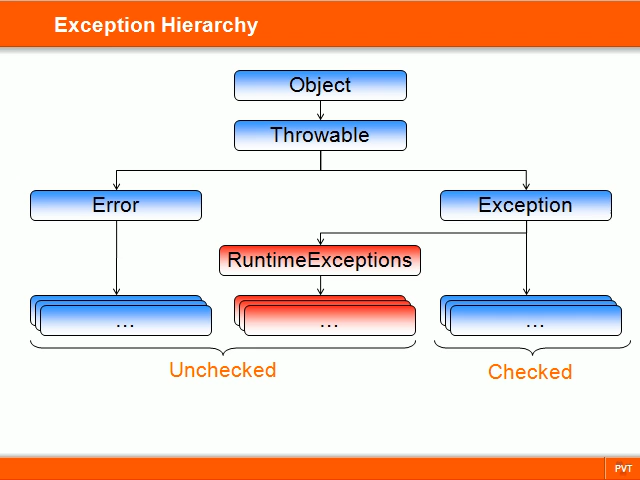 Exception Hierarchy
Object
Throwable
Error
Exception
RuntimeExceptions
...
...
...
Unchecked
Checked
PVT